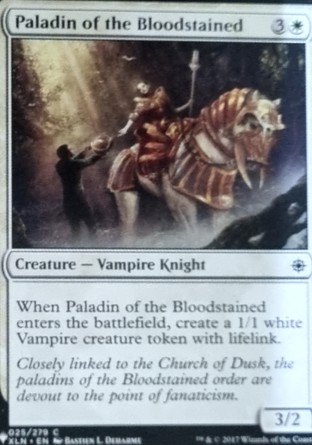 Paladin of the Bloodstained 3
Creature — Vampire Knight
When Paladin of the Bloodstained
enters the battlefield, create a 1/1 white
Vampire creature token with lifelink.
Closely linked to the Church of Dusk, the
paladins of the Bloodstained order are
devout to the point of fanaticism.
3/2
025/279 C
XLN • EN BASTIEN L. DEHARME
™ & © 2017 Wizards of the Coast